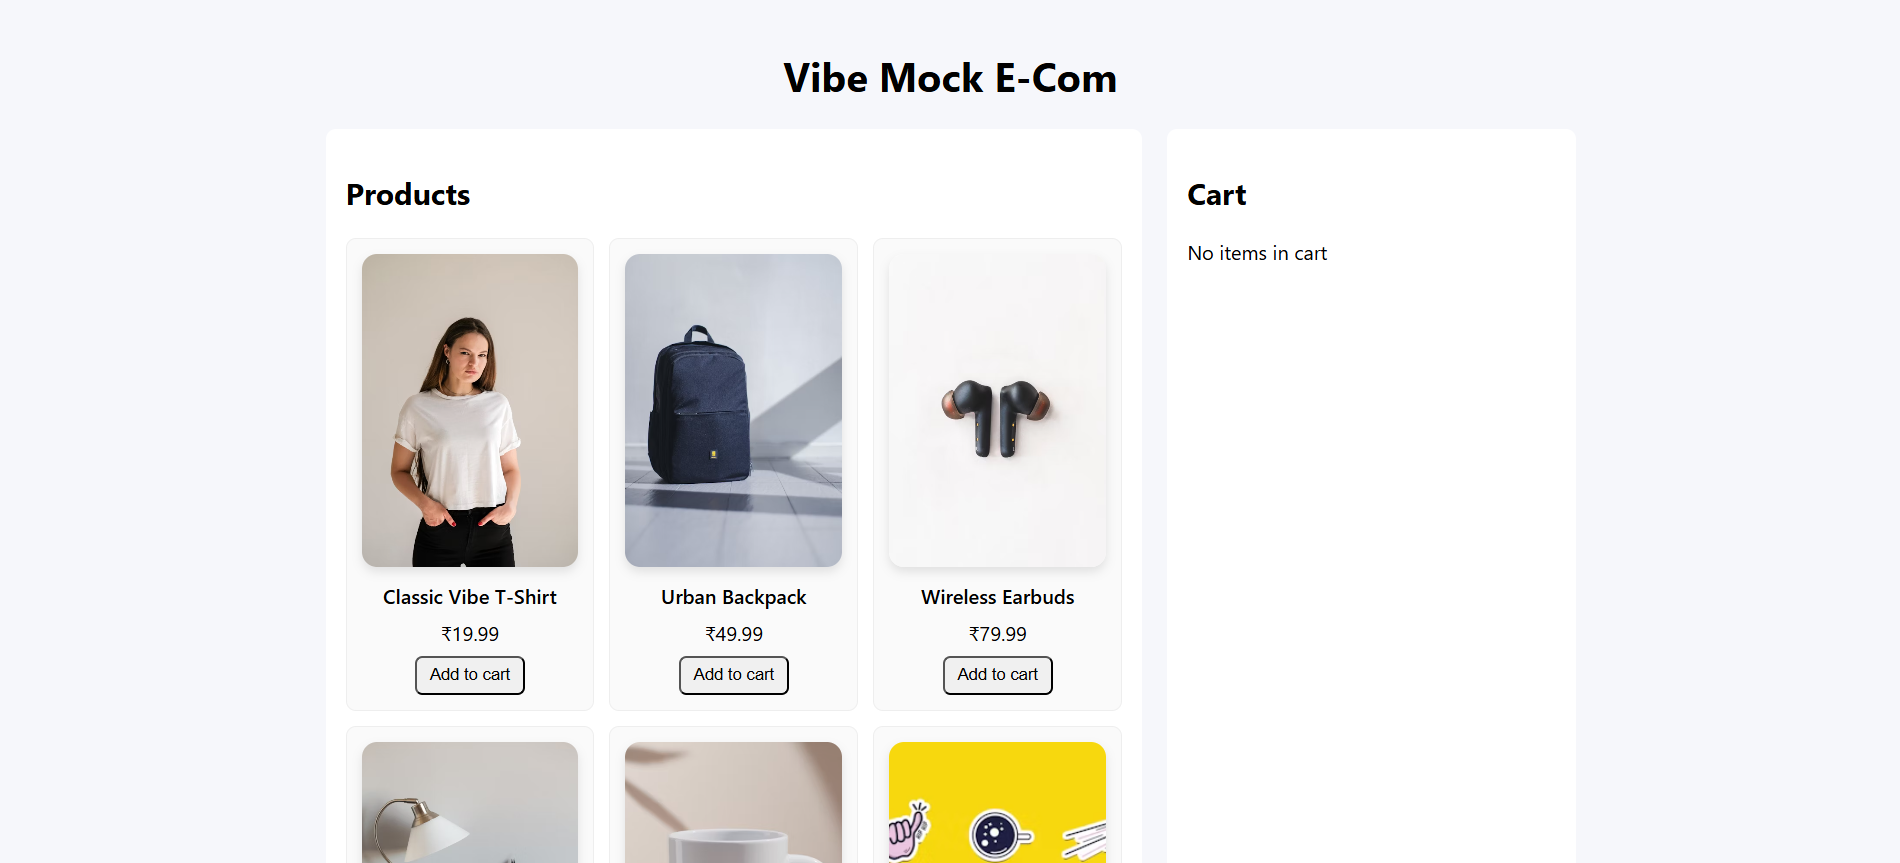 Vibe Mock E-Com
Products
Classic Vibe T-Shirt
₹19.99
Add to cart
Urban Backpack
₹49.99
Add to cart
Wireless Earbuds
₹79.99
Add to cart
Cart
No items in cart